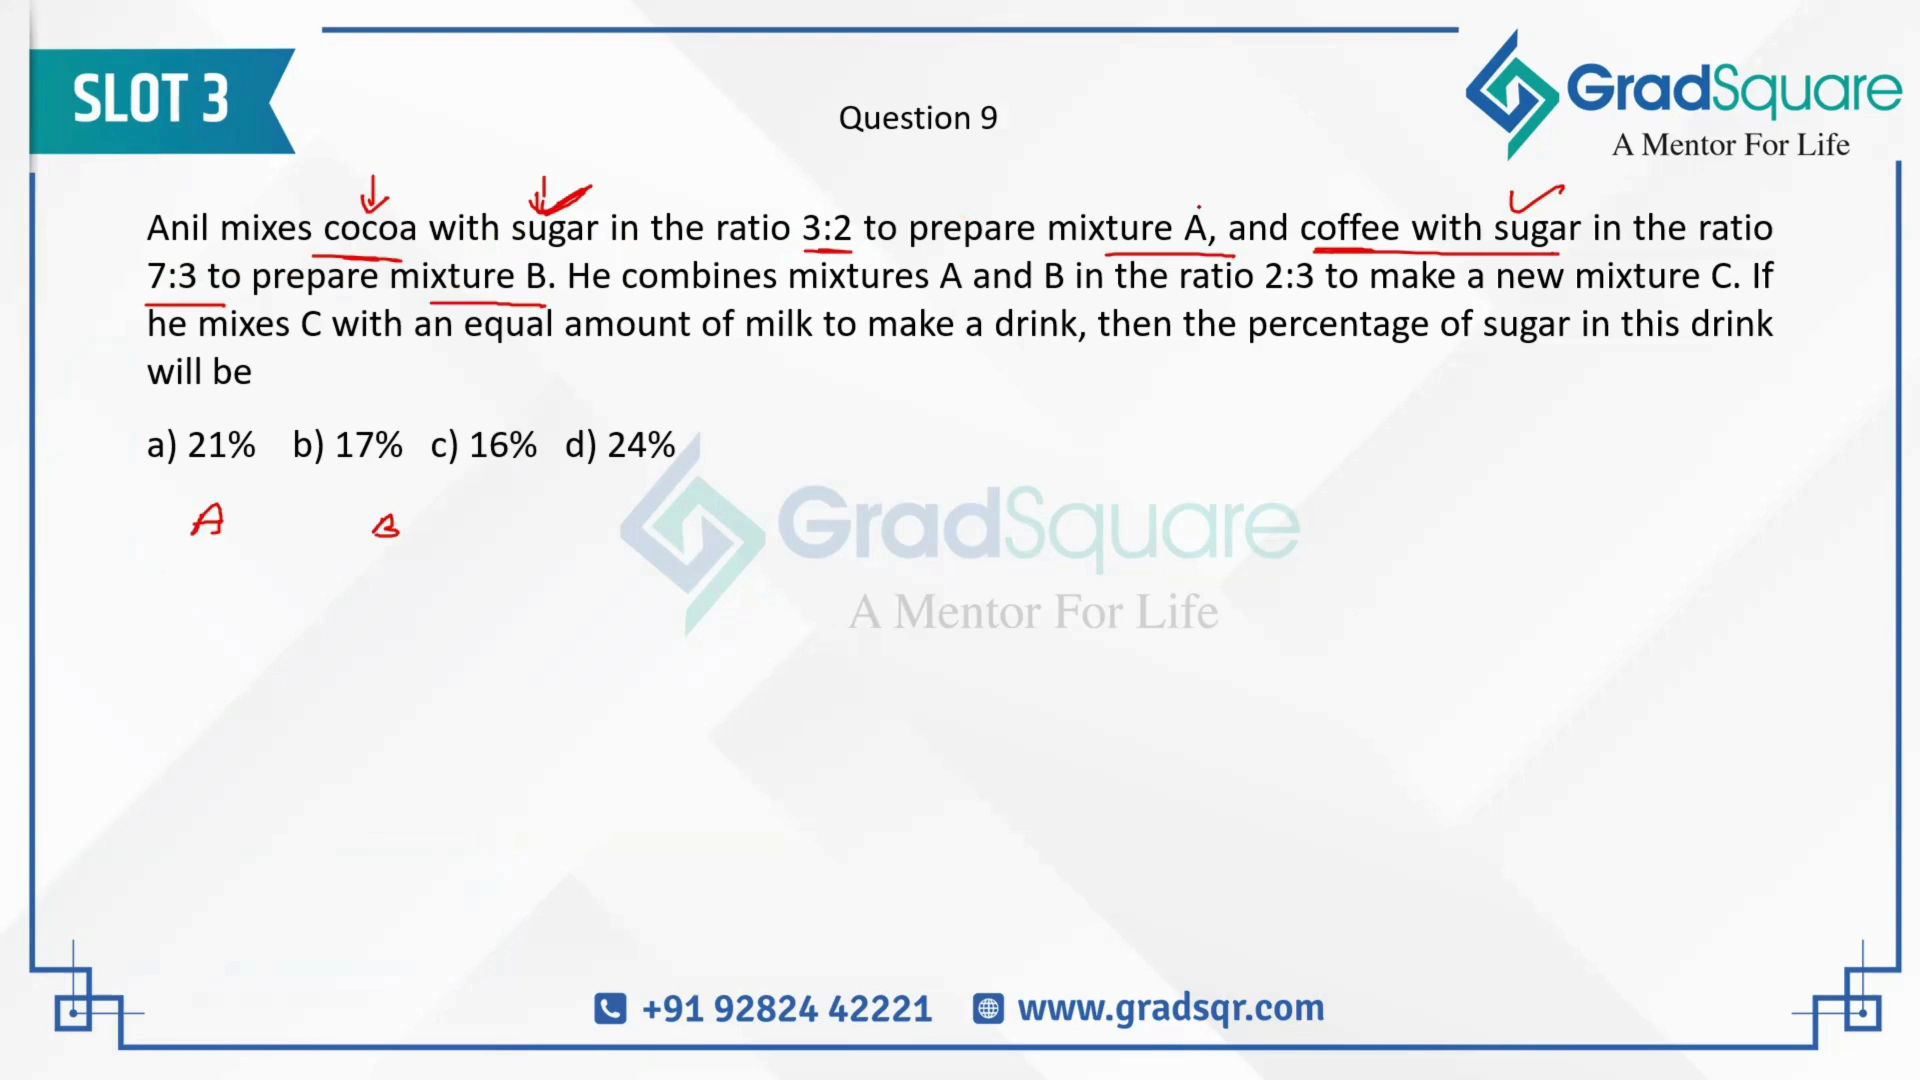 SLOT 3
Question 9
GradSquare
A Mentor For Life
Anil mixes cocoa with sugar in the ratio 3:2 to prepare mixture A, and coffee with sugar in the ratio
7:3 to prepare mixture B. He combines mixtures A and B in the ratio 2:3 to make a new mixture C. If
he mixes C with an equal amount of milk to make a drink, then the percentage of sugar in this drink
will be
a) 21% b) 17% c) 16% d) 24%
A B
GradSquare
A Mentor For Life
+91 92824 42221 www.gradsqr.com